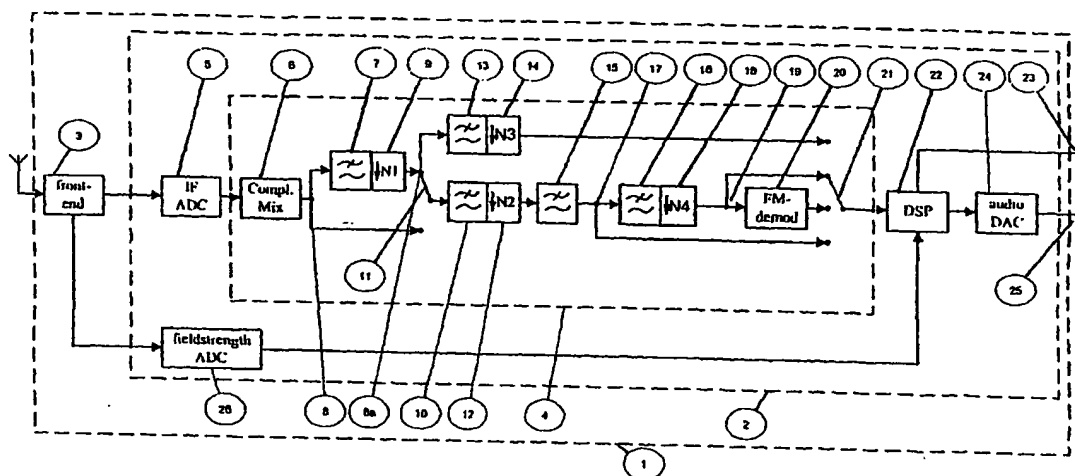 5
6
7
9
13
14
15
17
16
18
19
20
21
22
24
23
3
front-
end
IF
ADC
Compl.
Mix
↓N1
↓N3
↓N2
↓N4
FM-
demod
DSP
audio
DAC
11
25
fieldstrength
ADC
26
8
8a
10
12
4
2
1